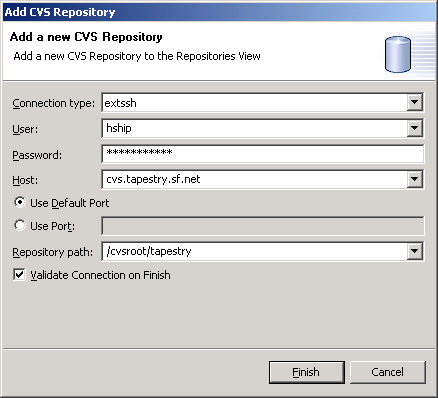 Add CVS Repository
Add a new CVS Repository
Add a new CVS Repository to the Repositories View
Connection type: extssh
User: hship
Password: ***********
Host: cvs.tapestry.sf.net
Use Default Port
Use Port:
Repository path: /cvsroot/tapestry
Validate Connection on Finish
Finish Cancel